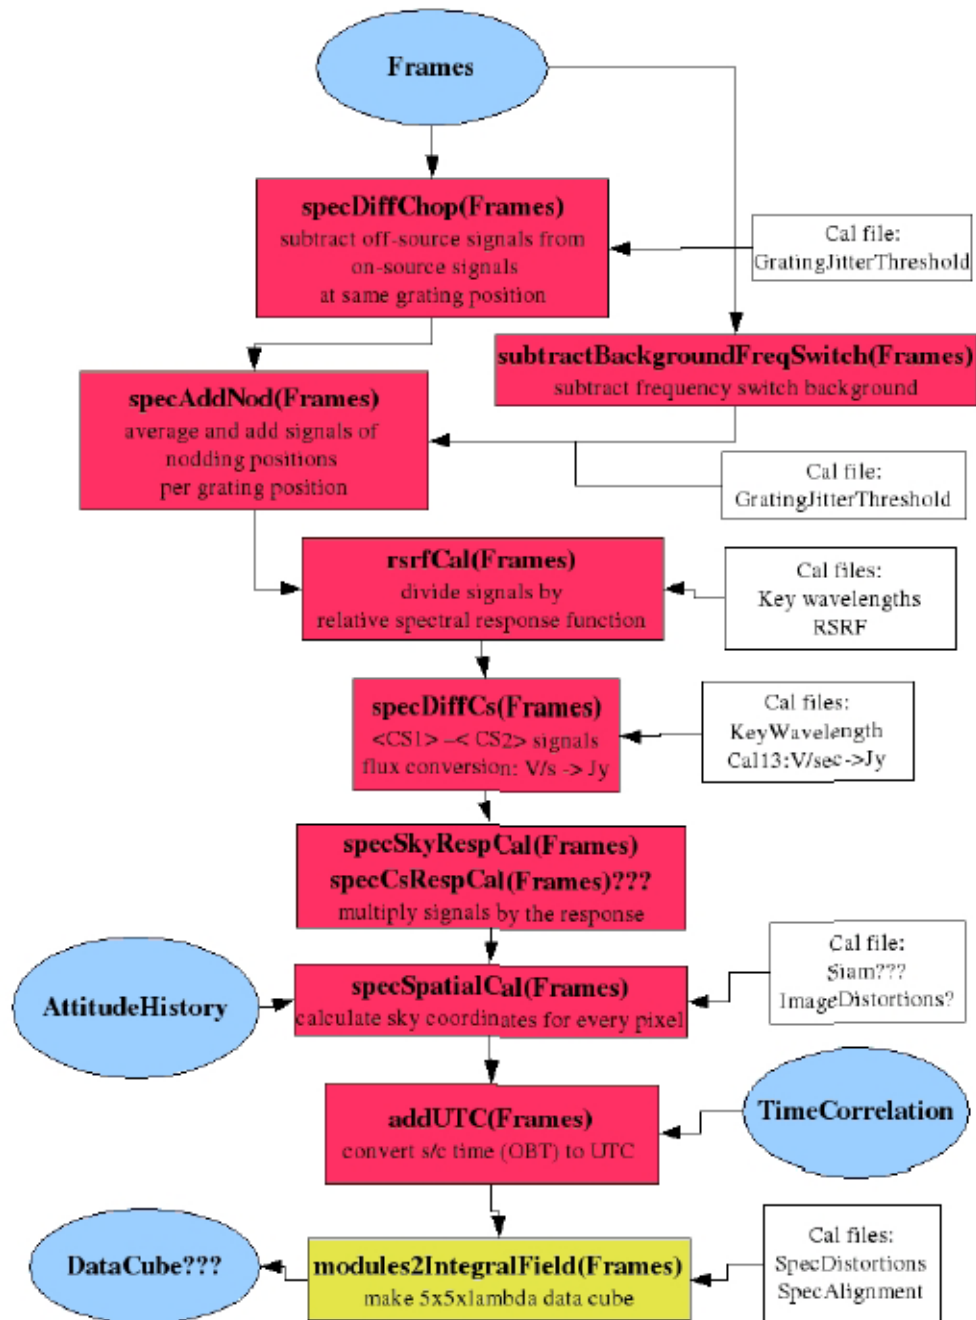 Frames
specDiffChop(Frames)
subtract off-source signals from
on-source signals
at same grating position
Cal file:
GratingJitterThreshold
subtractBackgroundFreqSwitch(Frames)
subtract frequency switch background
specAddNod(Frames)
average and add signals of
nodding positions
per grating position
Cal file:
GratingJitterThreshold
rsrfCal(Frames)
divide signals by
relative spectral response function
Cal files:
Key wavelengths
RSRF
specDiffCs(Frames)
<CS1> –< CS2> signals
flux conversion: V/s -> Jy
Cal files:
KeyWavelength
Cal13:V/sec->Jy
specSkyRespCal(Frames)
specCsRespCal(Frames)???
multiply signals by the response
AttitudeHistory
specSpatialCal(Frames)
calculate sky coordinates for every pixel
Cal file:
Siam???
ImageDistortions?
addUTC(Frames)
convert s/c time (OBT) to UTC
TimeCorrelation
DataCube???
modules2IntegralField(Frames)
make 5x5xlambda data cube
Cal files:
SpecDistortions
SpecAlignment